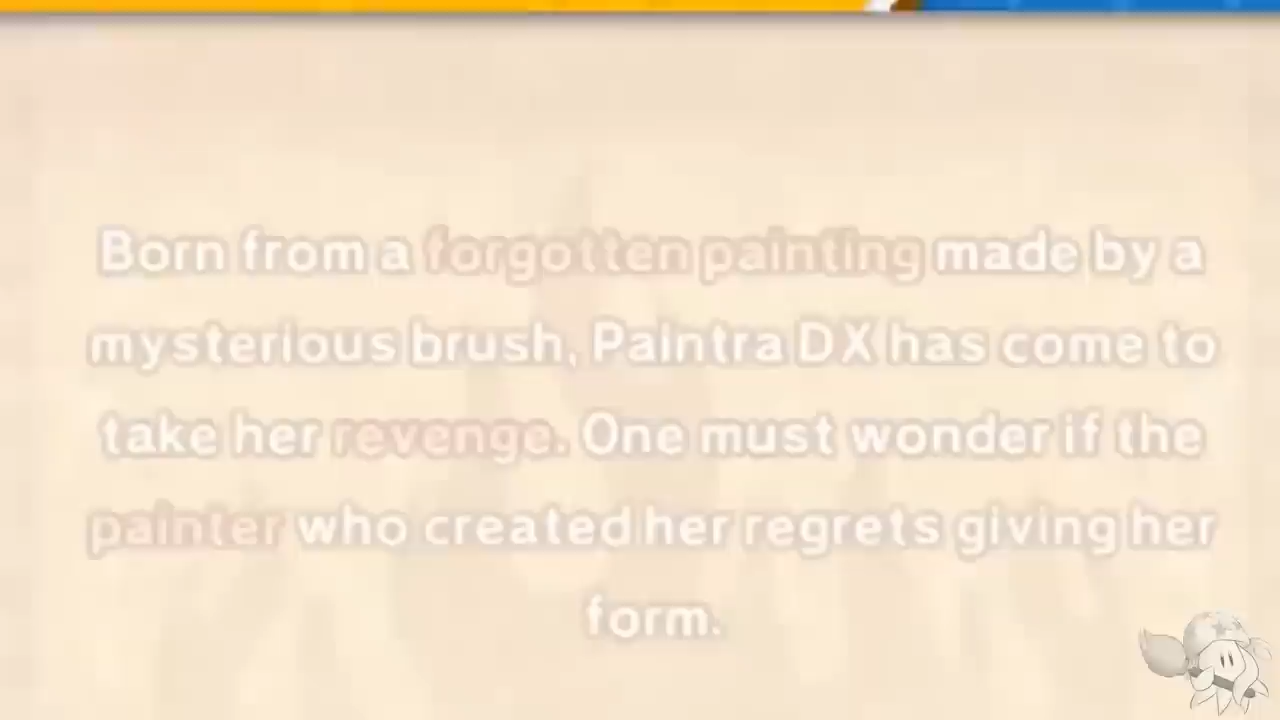 Born from a forgotten painting made by a
mysterious brush, Paintra DX has come to
take her revenge. One must wonder if the
painter who created her regrets giving her
form.